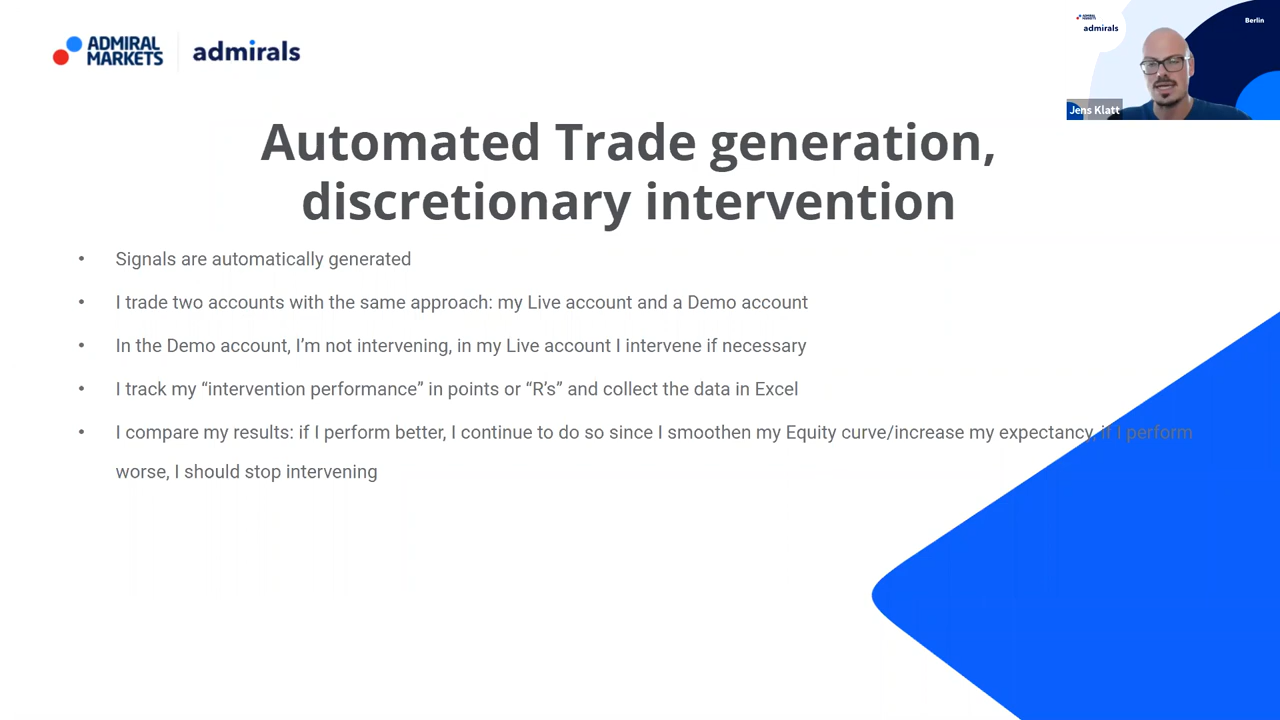 ADMIRAL
MARKETS
admirals
ADMIRAL
MARKETS
admirals
Berlin
Jens Klatt
Automated Trade generation,
discretionary intervention
• Signals are automatically generated
• I trade two accounts with the same approach: my Live account and a Demo account
• In the Demo account, I’m not intervening, in my Live account I intervene if necessary
• I track my “intervention performance” in points or “R’s” and collect the data in Excel
• I compare my results: if I perform better, I continue to do so since I smoothen my Equity curve/increase my expectancy, if I perform
worse, I should stop intervening